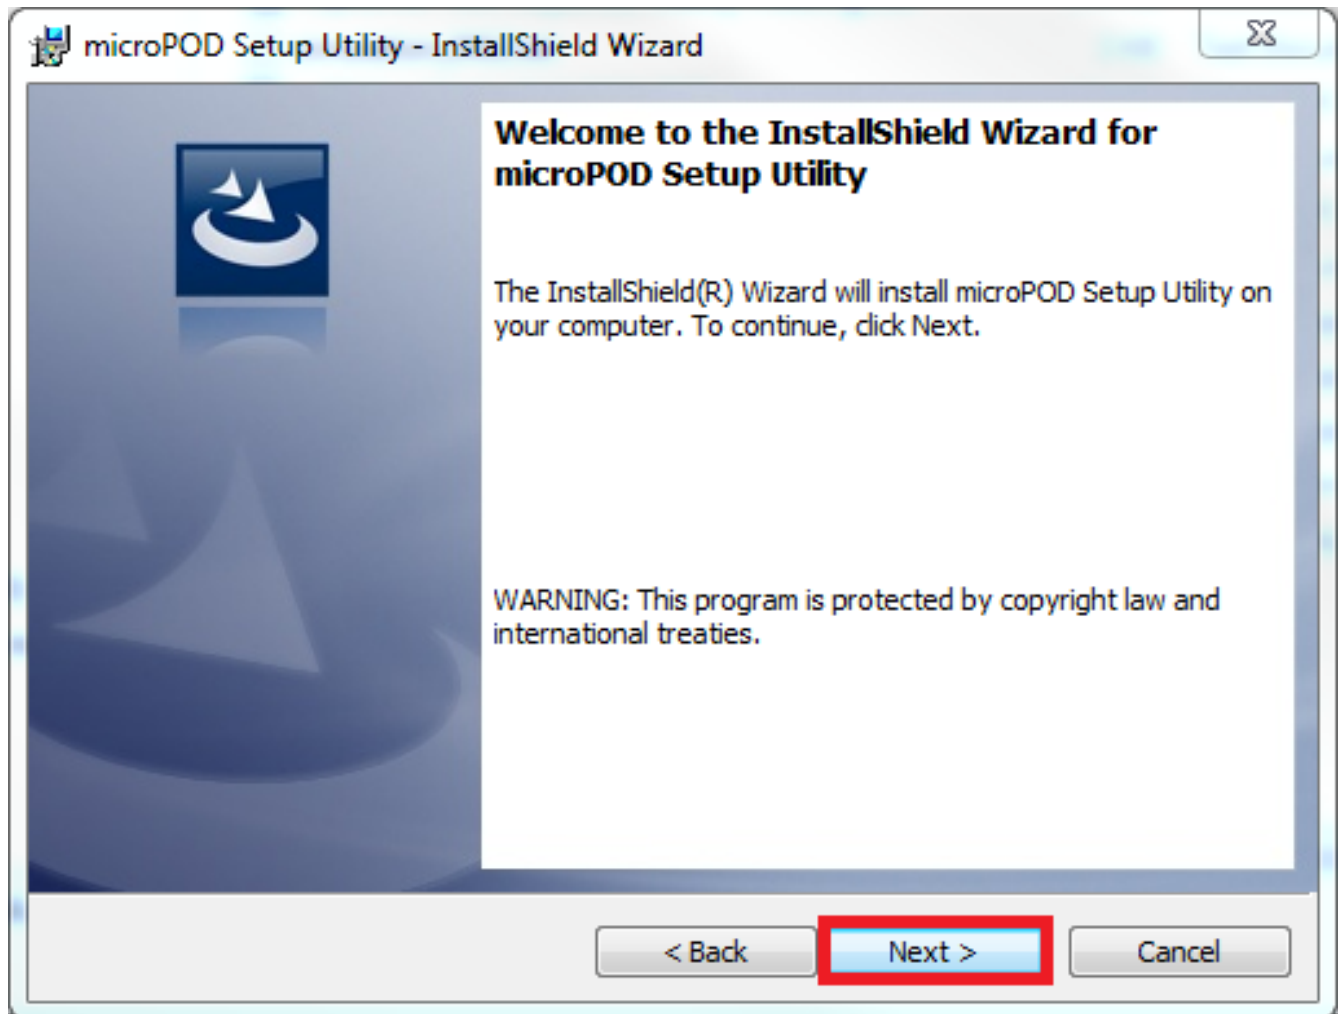 microPOD Setup Utility - InstallShield Wizard
Welcome to the InstallShield Wizard for
microPOD Setup Utility
The InstallShield(R) Wizard will install microPOD Setup Utility on
your computer. To continue, click Next.
WARNING: This program is protected by copyright law and
international treaties.
< Back
Next >
Cancel